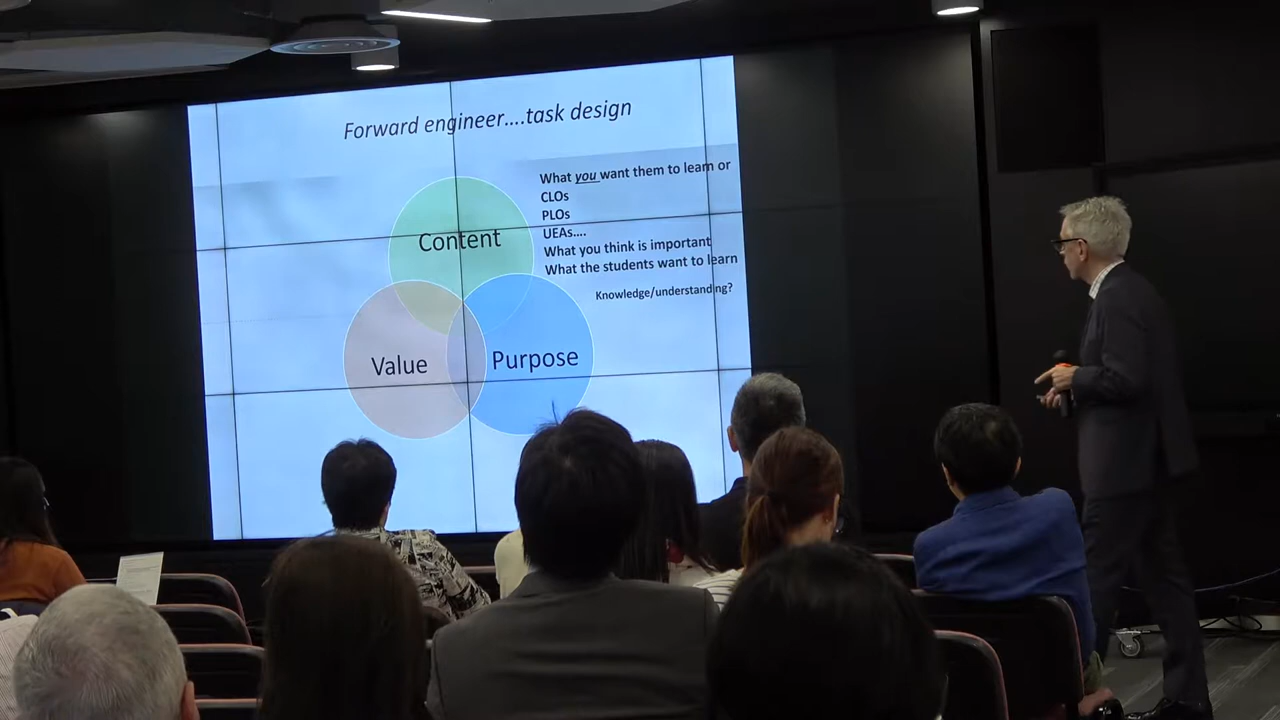 Forward engineer....task design
What you want them to learn or
CLOs
PLOs
UEAs....
What you think is important
What the students want to learn
Knowledge/understanding?
Content
Value
Purpose